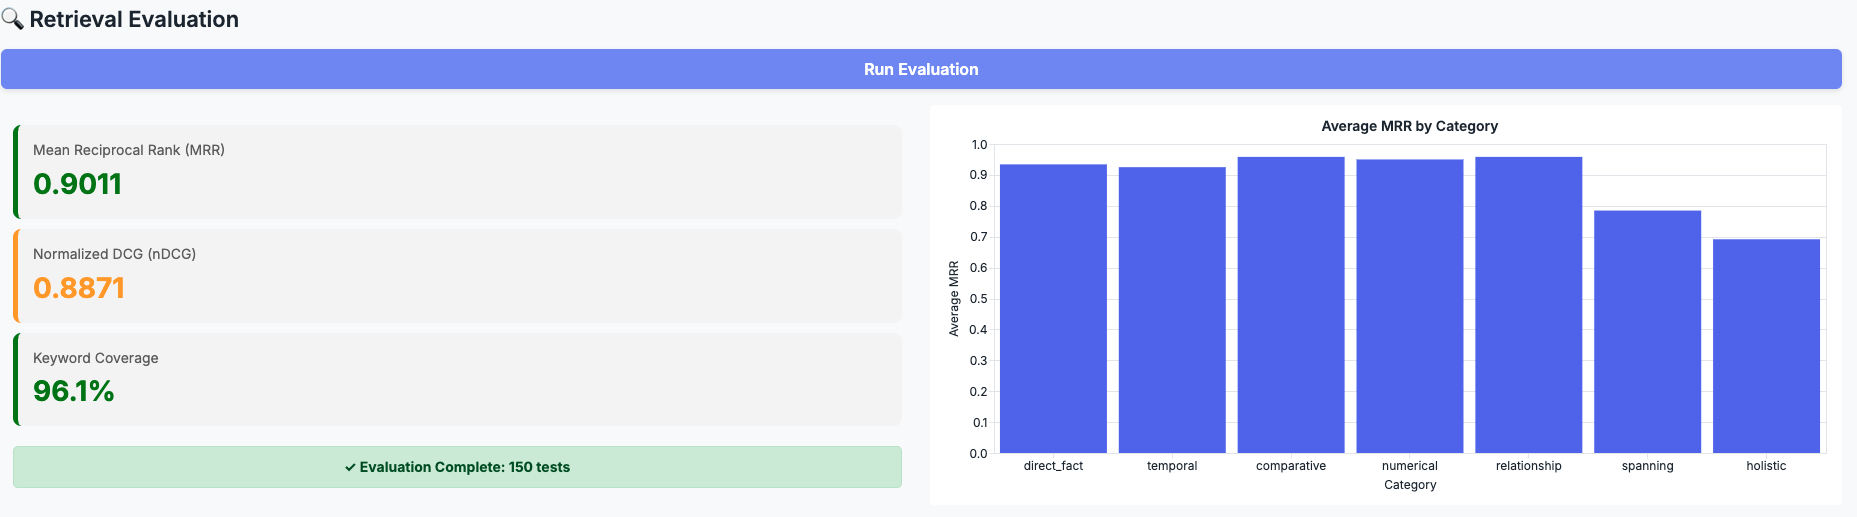 🔍 Retrieval Evaluation
Run Evaluation
Mean Reciprocal Rank (MRR)
0.9011
Normalized DCG (nDCG)
0.8871
Keyword Coverage
96.1%
✓ Evaluation Complete: 150 tests
Average MRR by Category
1.0
0.9
0.8
0.7
0.6
0.5
0.4
0.3
0.2
0.1
0.0
Average MRR
direct_fact temporal comparative numerical relationship spanning holistic
Category